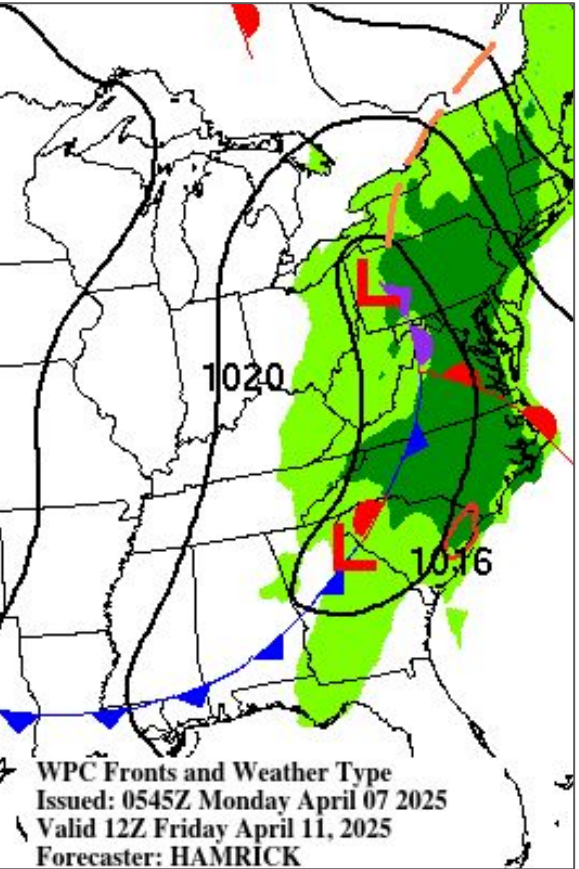 L
1020
L
1016
WPC Fronts and Weather Type
Issued: 0545Z Monday April 07 2025
Valid 12Z Friday April 11, 2025
Forecaster: HAMRICK